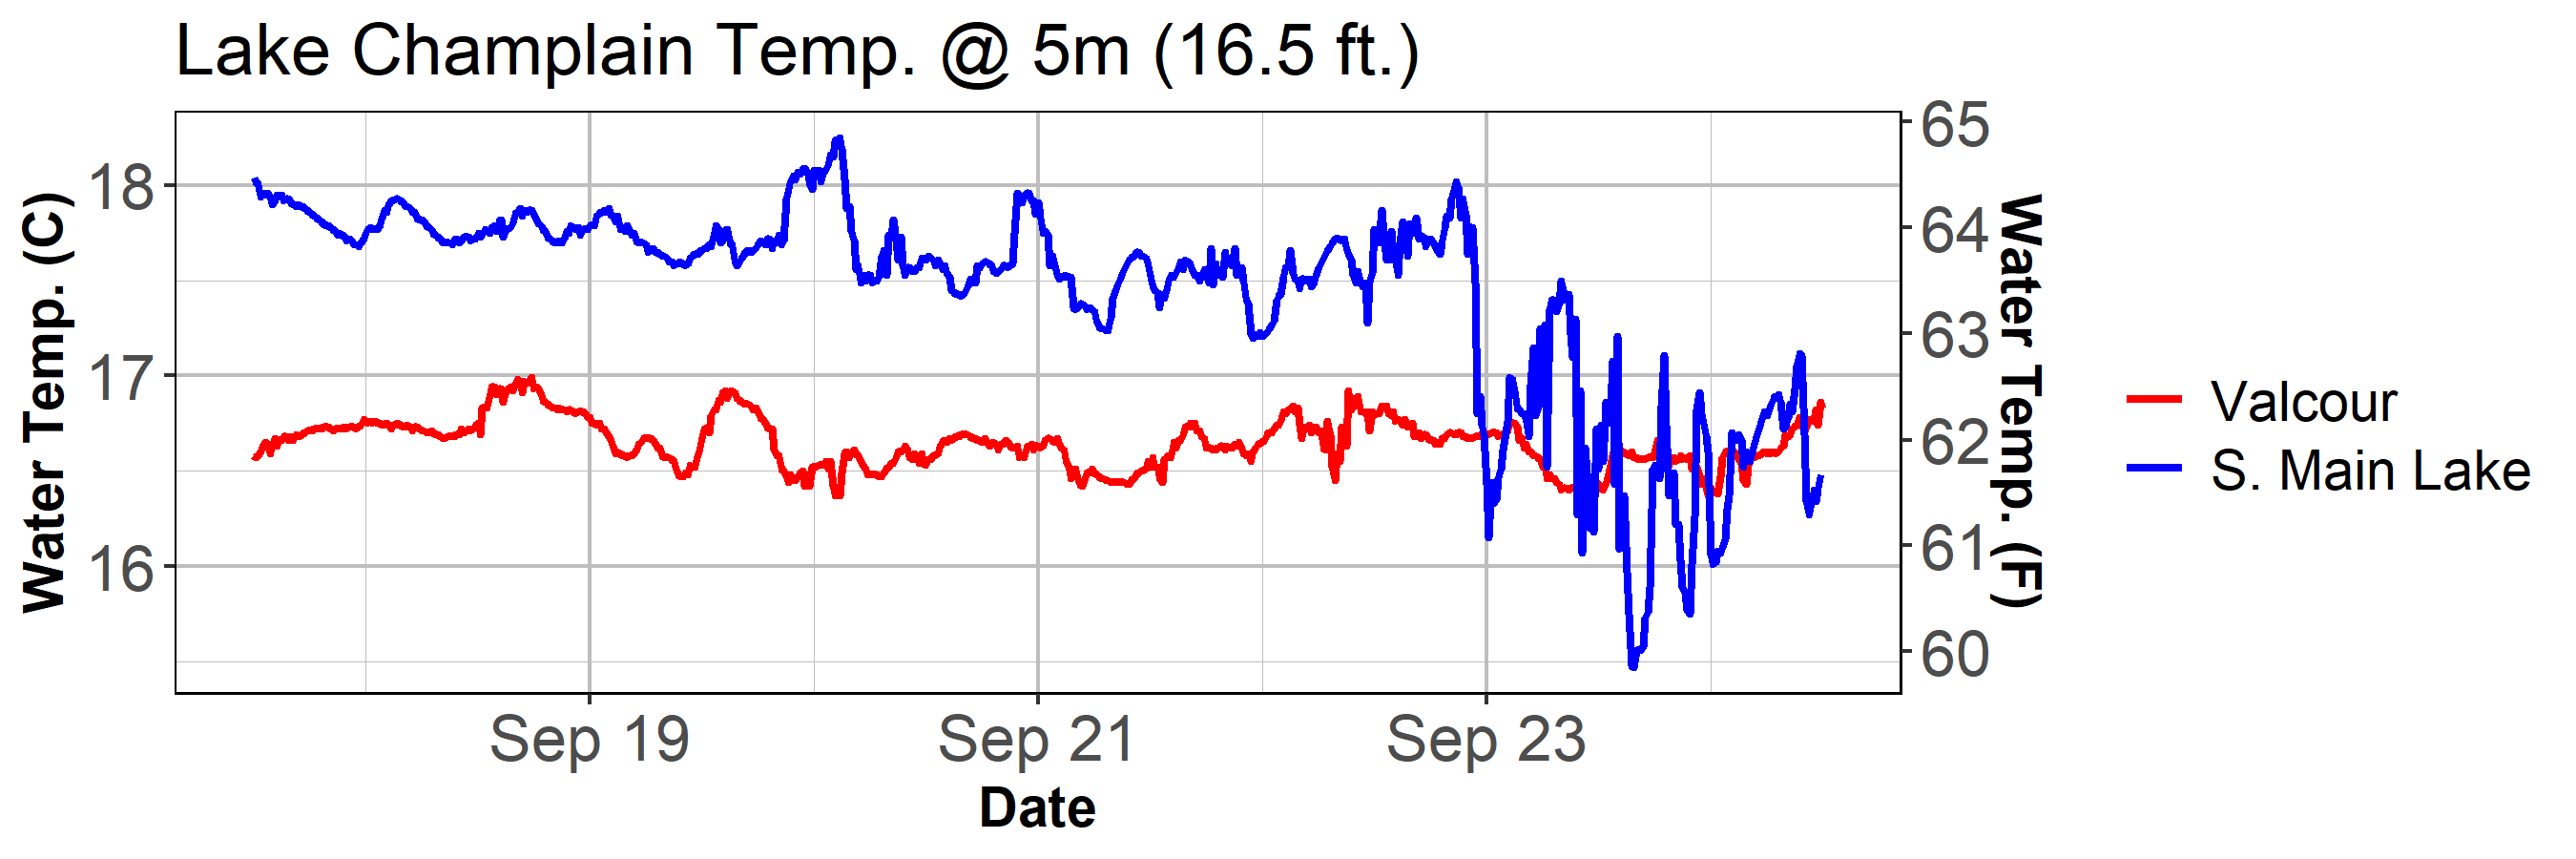 Lake Champlain Temp. @ 5m (16.5 ft.)
Water Temp. (C)
18
17
16
65
64
63
62
61
60
Water Temp. (F)
Sep 19
Sep 21
Sep 23
Date
Valcour
S. Main Lake